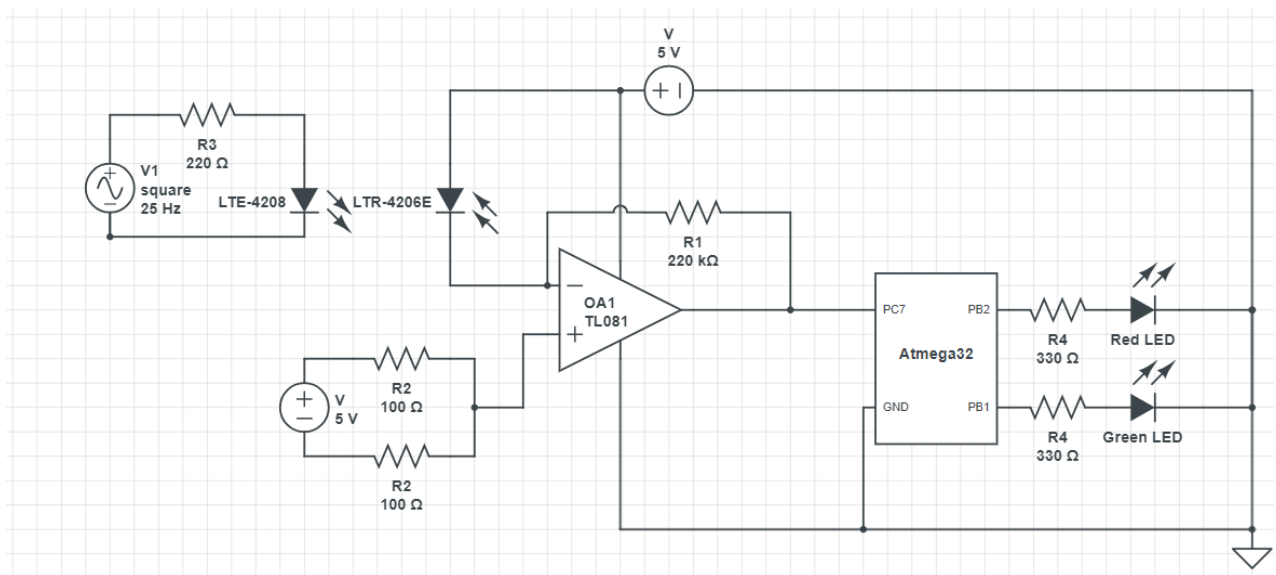 V
5 V
R3
220 Ω
V1
square
25 Hz
LTE-4208
LTR-4206E
R1
220 kΩ
OA1
TL081
R2
100 Ω
V
5 V
R2
100 Ω
PC7
PB2
Atmega32
GND
PB1
R4
330 Ω
Red LED
R4
330 Ω
Green LED